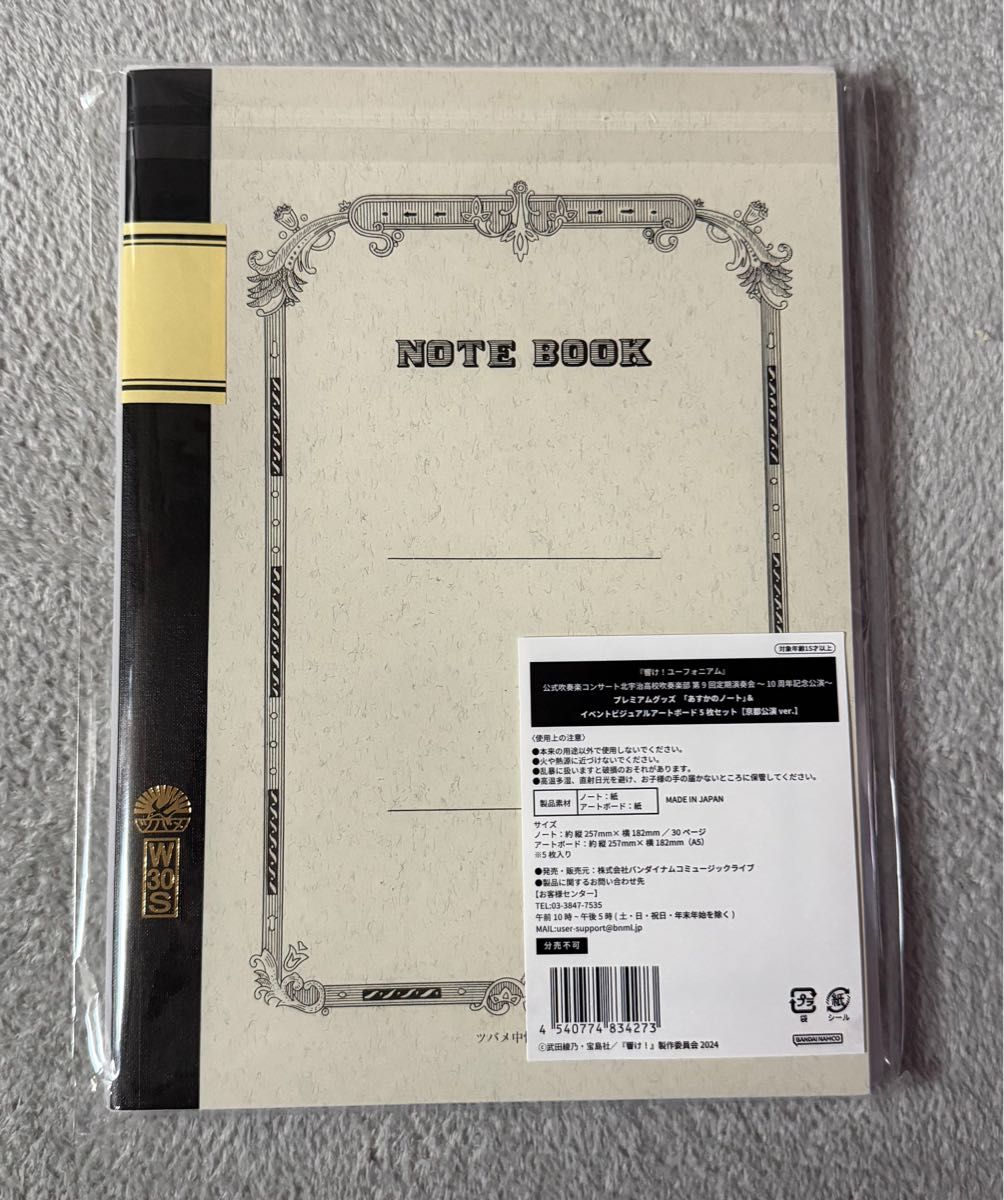 NOTE BOOK
ツバメ
W
30
S
ツバメ中
対象年齢15才以上
『響け！ユーフォニアム』
公式吹奏楽コンサート北宇治高校吹奏楽部 第9回定期演奏会 〜10周年記念公演〜
プレミアムグッズ 「あすかのノート」&
イベントビジュアルアートボード5枚セット【京都公演ver.】
〈使用上の注意〉
●本来の用途以外で使用しないでください。
●火や熱源に近づけないでください。
●乱暴に扱いますと破損のおそれがあります。
●高温多湿、直射日光を避け、お子様の手の届かないところに保管してください。
製品素材 ノート：紙 アートボード：紙 MADE IN JAPAN
サイズ
ノート：約 縦 257mm× 横 182mm ／ 30 ページ
アートボード：約 縦 257mm× 横 182mm（A5）
※5 枚入り
●発売・販売元：株式会社バンダイナムコミュージックライブ
●製品に関するお問い合わせ先
【お客様センター】
TEL:03-3847-7535
午前 10 時 ~ 午後 5 時 ( 土・日・祝日・年末年始を除く )
MAIL:user-support@bnml.jp
分売不可
4 540774 834273
プラ
袋
紙
シール
BANDAI NAMCO
©武田綾乃・宝島社／『響け！』製作委員会 2024